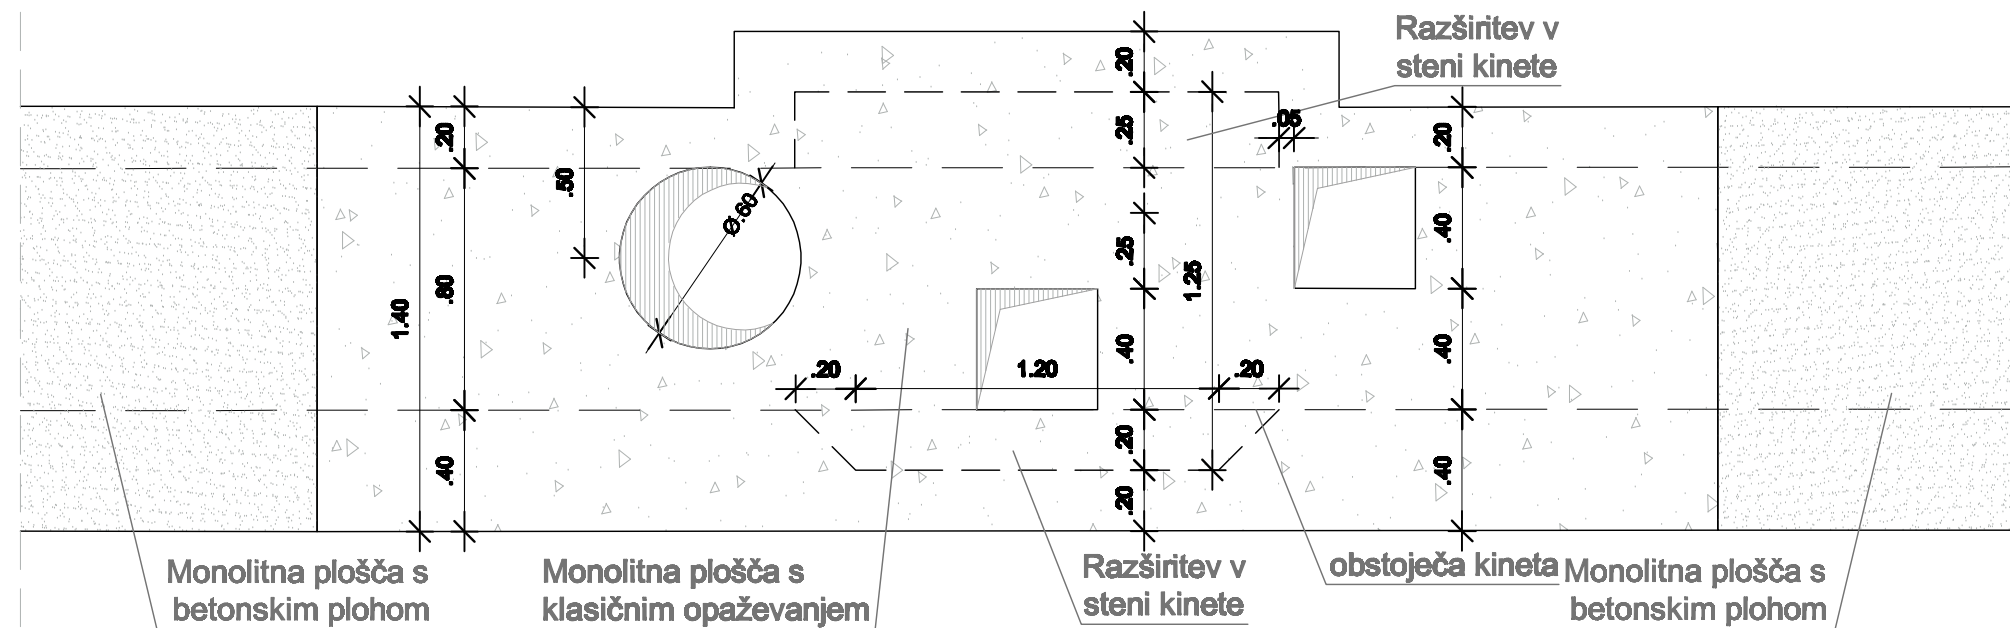 Razširitev v
steni kinete
.20
.25
.05
.20
.20
.50
Ø.60
.40
.25
1.25
.80
1.40
.40
.40
.20
1.20
.20
.20
.40
.40
.20
Monolitna plošča s
betonskim plohom
Monolitna plošča s
klasičnim opaževanjem
Razširitev v
steni kinete
obstoječa kineta
Monolitna plošča s
betonskim plohom